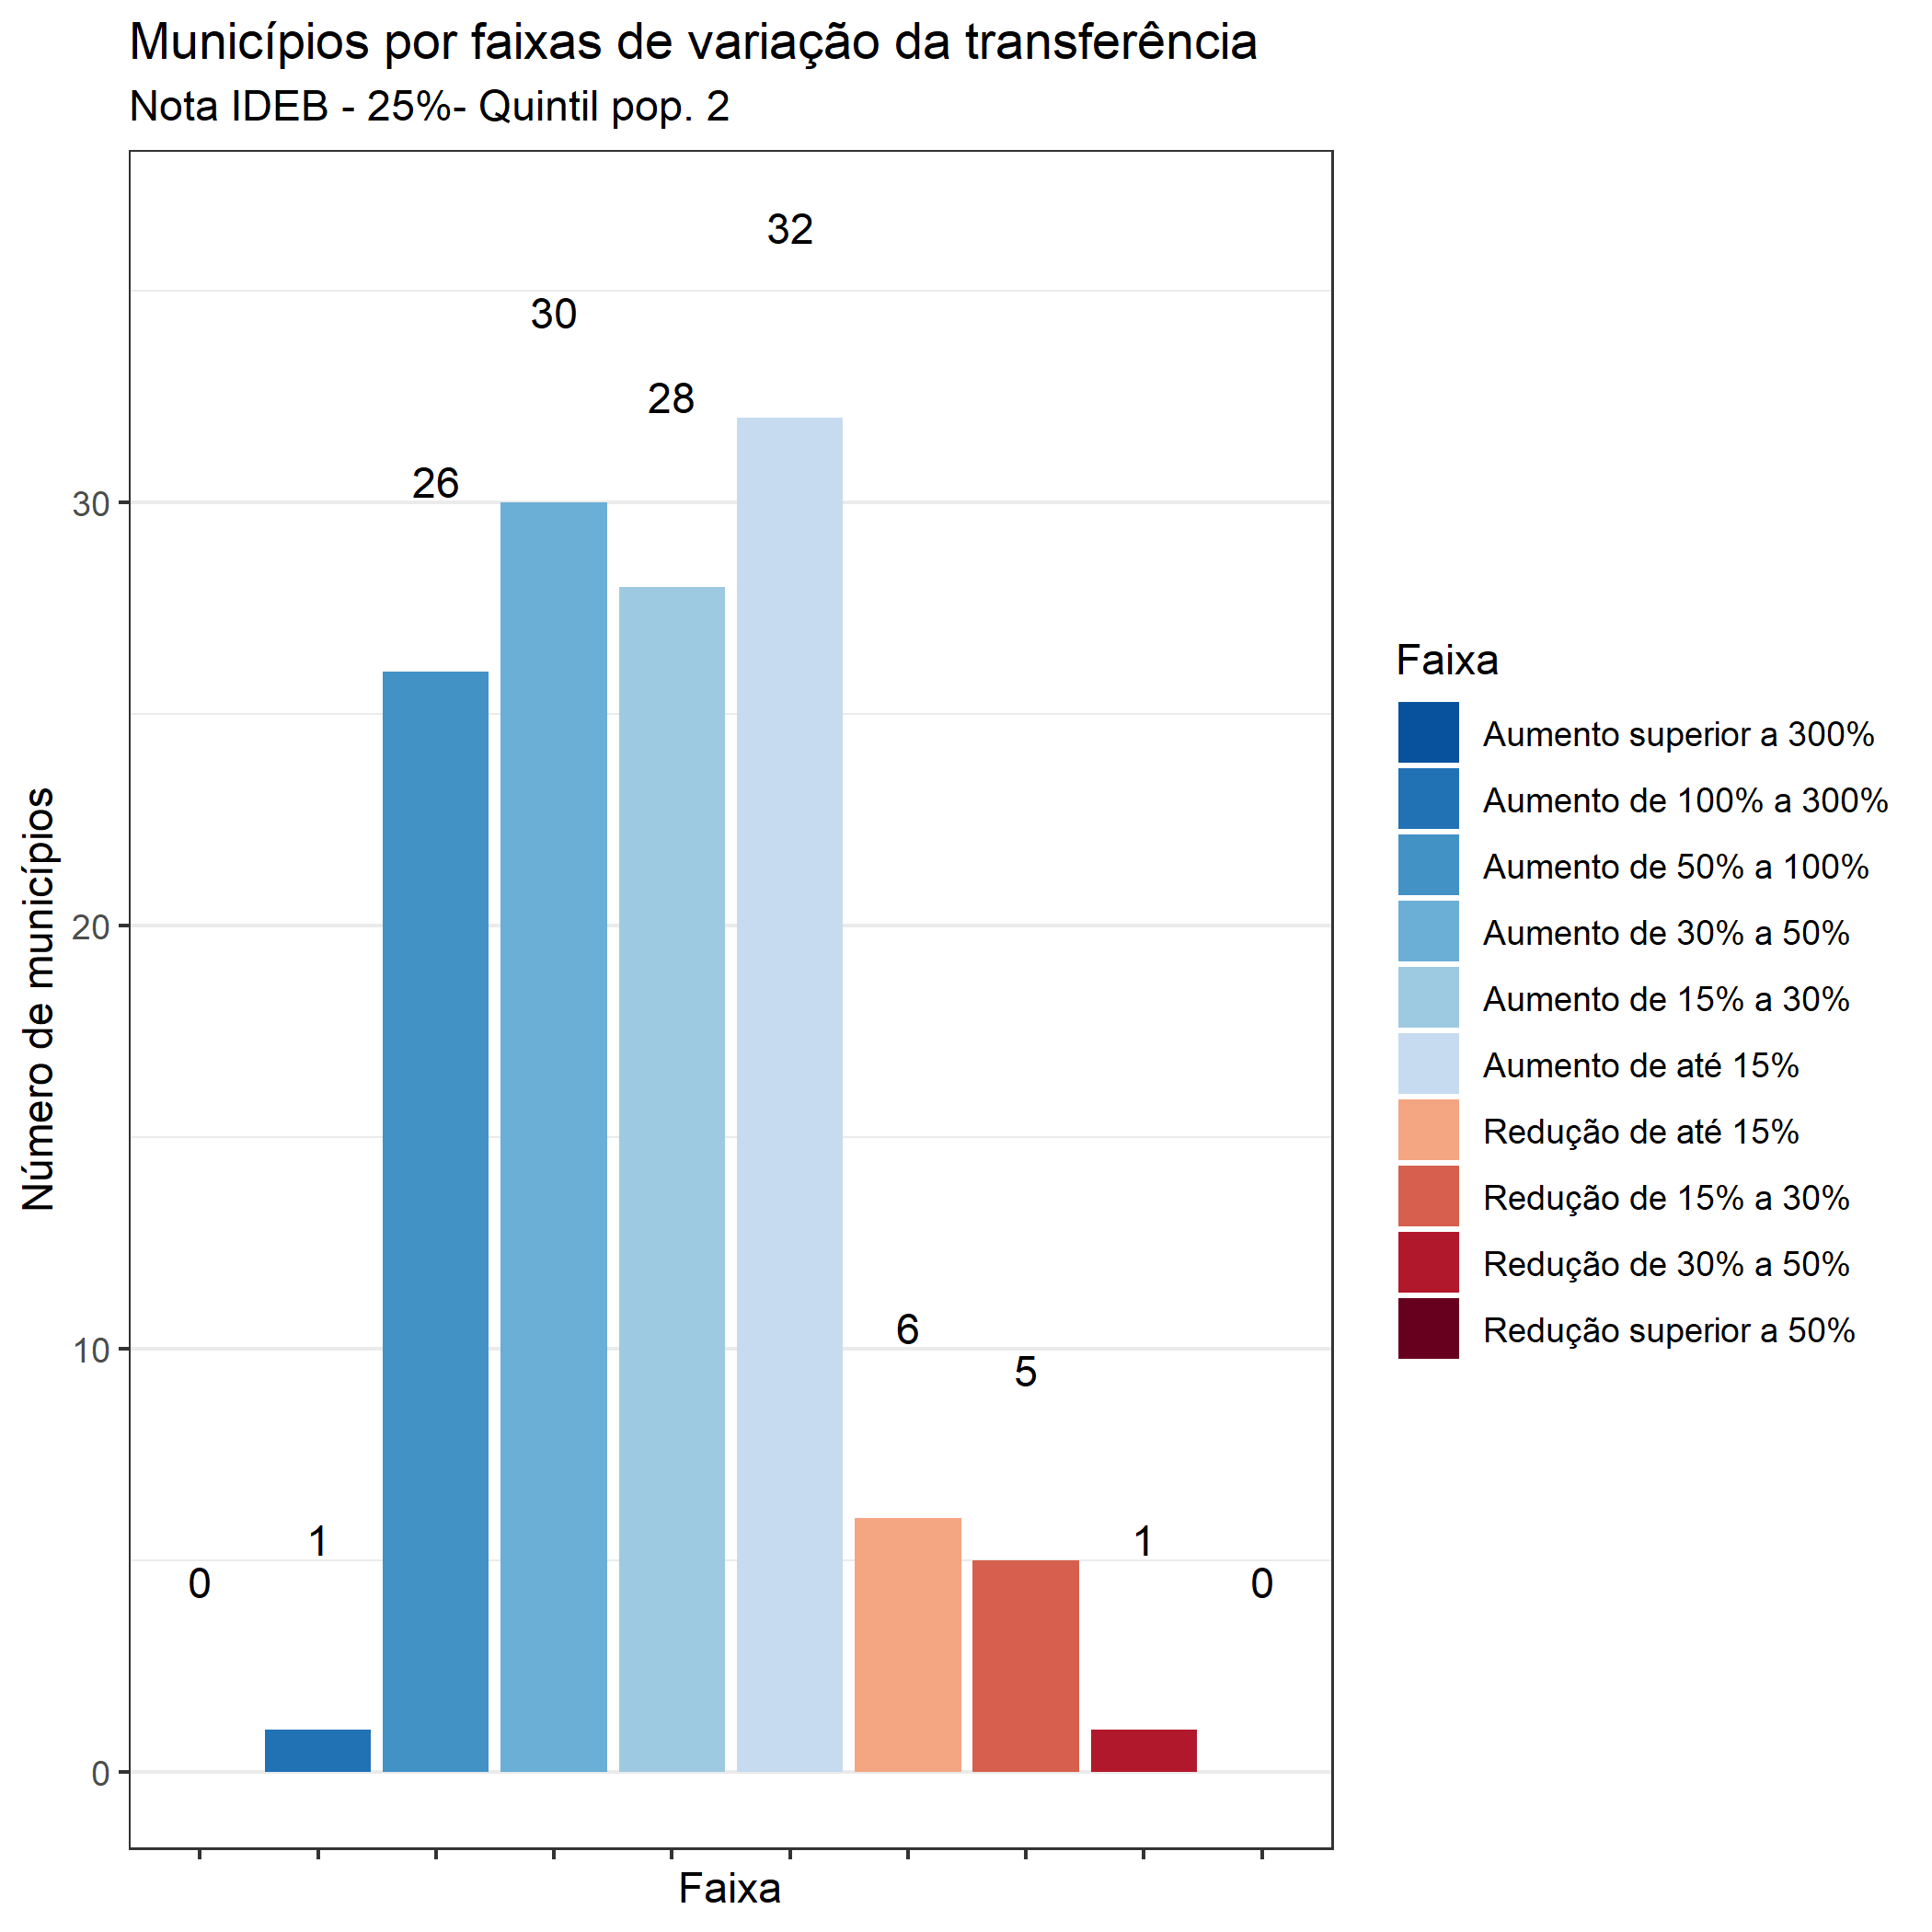 Municípios por faixas de variação da transferência
Nota IDEB - 25%- Quintil pop. 2
Número de municípios
30
20
10
0
0
1
26
30
28
32
6
5
1
0
Faixa
Faixa
Aumento superior a 300%
Aumento de 100% a 300%
Aumento de 50% a 100%
Aumento de 30% a 50%
Aumento de 15% a 30%
Aumento de até 15%
Redução de até 15%
Redução de 15% a 30%
Redução de 30% a 50%
Redução superior a 50%